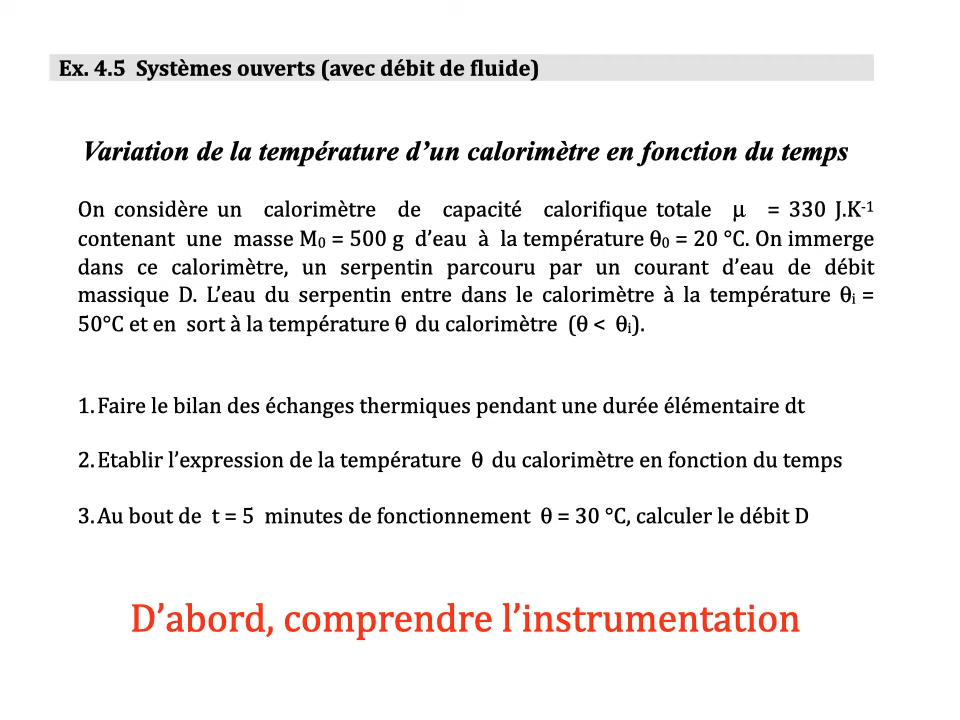 Ex. 4.5 Systèmes ouverts (avec débit de fluide)
Variation de la température d’un calorimètre en fonction du temps
On considère un calorimètre de capacité calorifique totale μ = 330 J.K⁻¹
contenant une masse M₀ = 500 g d’eau à la température θ₀ = 20 °C. On immerge
dans ce calorimètre, un serpentin parcouru par un courant d’eau de débit
massique D. L’eau du serpentin entre dans le calorimètre à la température θᵢ =
50°C et en sort à la température θ du calorimètre (θ < θᵢ).
1. Faire le bilan des échanges thermiques pendant une durée élémentaire dt
2. Etablir l’expression de la température θ du calorimètre en fonction du temps
3. Au bout de t = 5 minutes de fonctionnement θ = 30 °C, calculer le débit D
D’abord, comprendre l’instrumentation